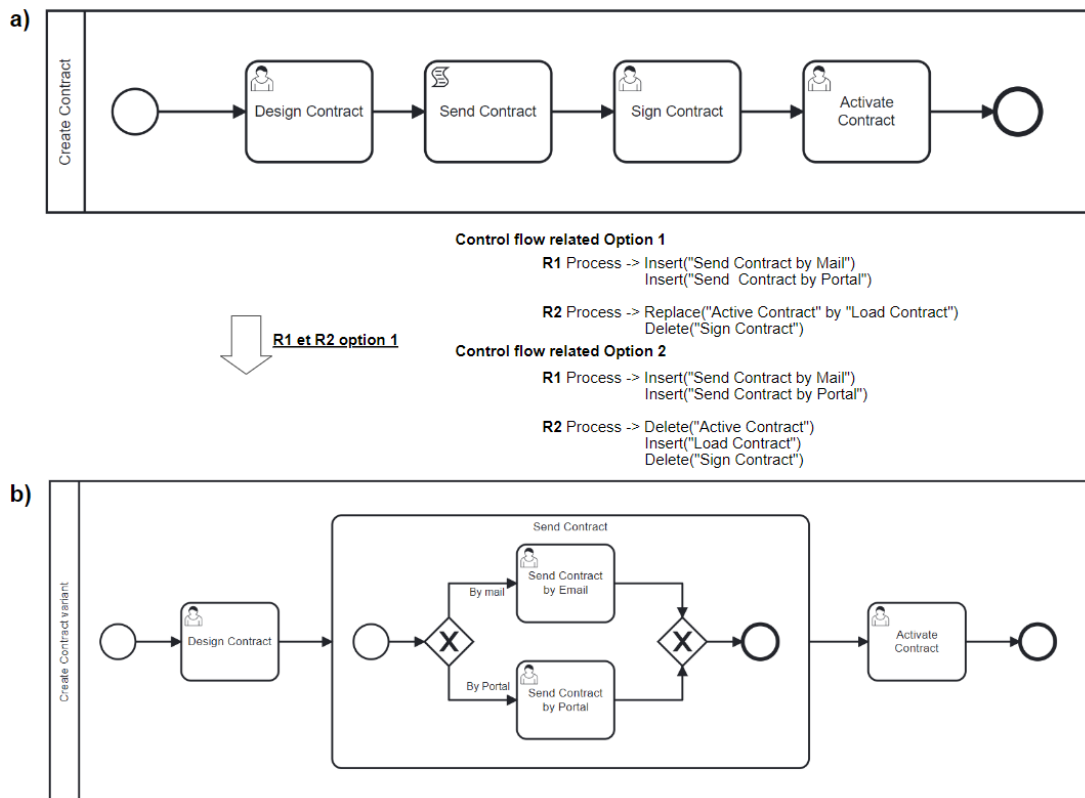 a)
Create Contract
Design Contract
Send Contract
Sign Contract
Activate
Contract
Control flow related Option 1
R1 Process -> Insert("Send Contract by Mail")
Insert("Send Contract by Portal")
R2 Process -> Replace("Active Contract" by "Load Contract")
Delete("Sign Contract")
R1 et R2 option 1
Control flow related Option 2
R1 Process -> Insert("Send Contract by Mail")
Insert("Send Contract by Portal")
R2 Process -> Delete("Active Contract")
Insert("Load Contract")
Delete("Sign Contract")
b)
Create Contract variant
Design Contract
Send Contract
By mail
Send Contract
by Email
By Portal
Send Contract
by Portal
Activate
Contract